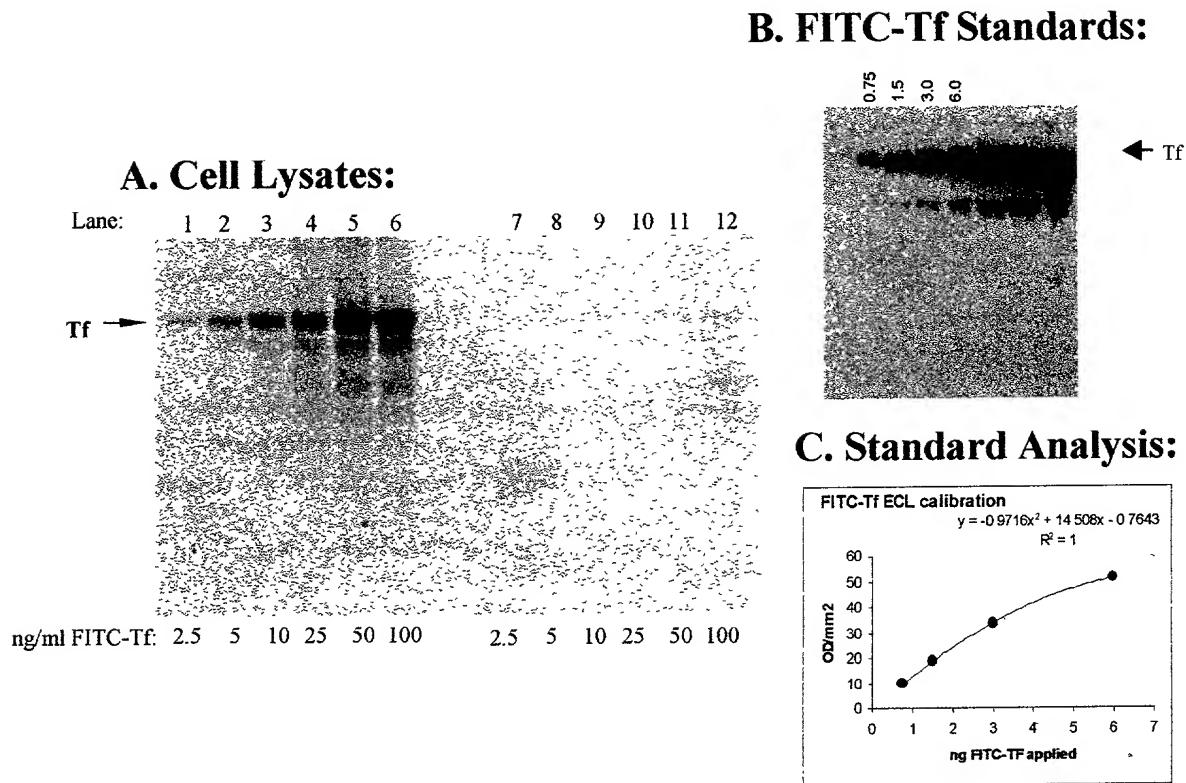 B. FITC-Tf Standards:
0.75 1.5 3.0 6.0
Tf
A. Cell Lysates:
Lane: 1 2 3 4 5 6 7 8 9 10 11 12
Tf
ng/ml FITC-Tf: 2.5 5 10 25 50 100 2.5 5 10 25 50 100
C. Standard Analysis:
FITC-Tf ECL calibration
y = -0 9716x² + 14 508x - 0 7643
R² = 1
60
50
40
30
20
10
0
OD/mm2
0 1 2 3 4 5 6 7
ng FITC-TF applied